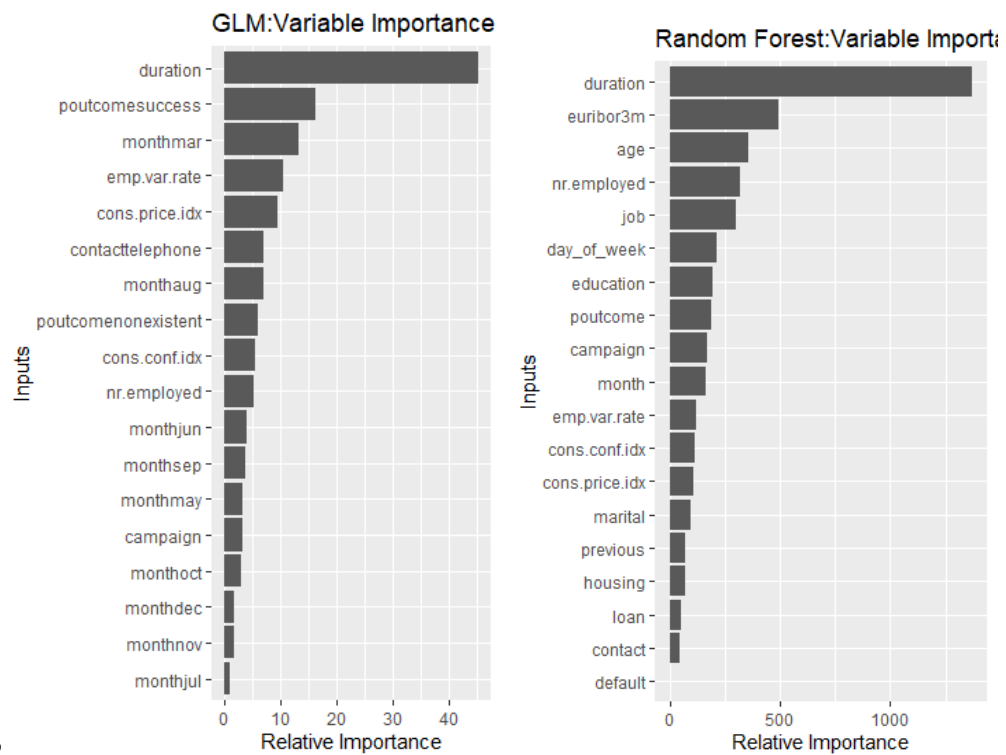 GLM:Variable Importance
duration
poutcomesuccess
monthmar
emp.var.rate
cons.price.idx
contacttelephone
monthaug
poutcomenonexistent
cons.conf.idx
nr.employed
monthjun
monthsep
monthmay
campaign
monthoct
monthdec
monthnov
monthjul
Inputs
0 10 20 30 40
Relative Importance
Random Forest:Variable Importa
duration
euribor3m
age
nr.employed
job
day_of_week
education
poutcome
campaign
month
emp.var.rate
cons.conf.idx
cons.price.idx
marital
previous
housing
loan
contact
default
Inputs
0 500 1000
Relative Importance